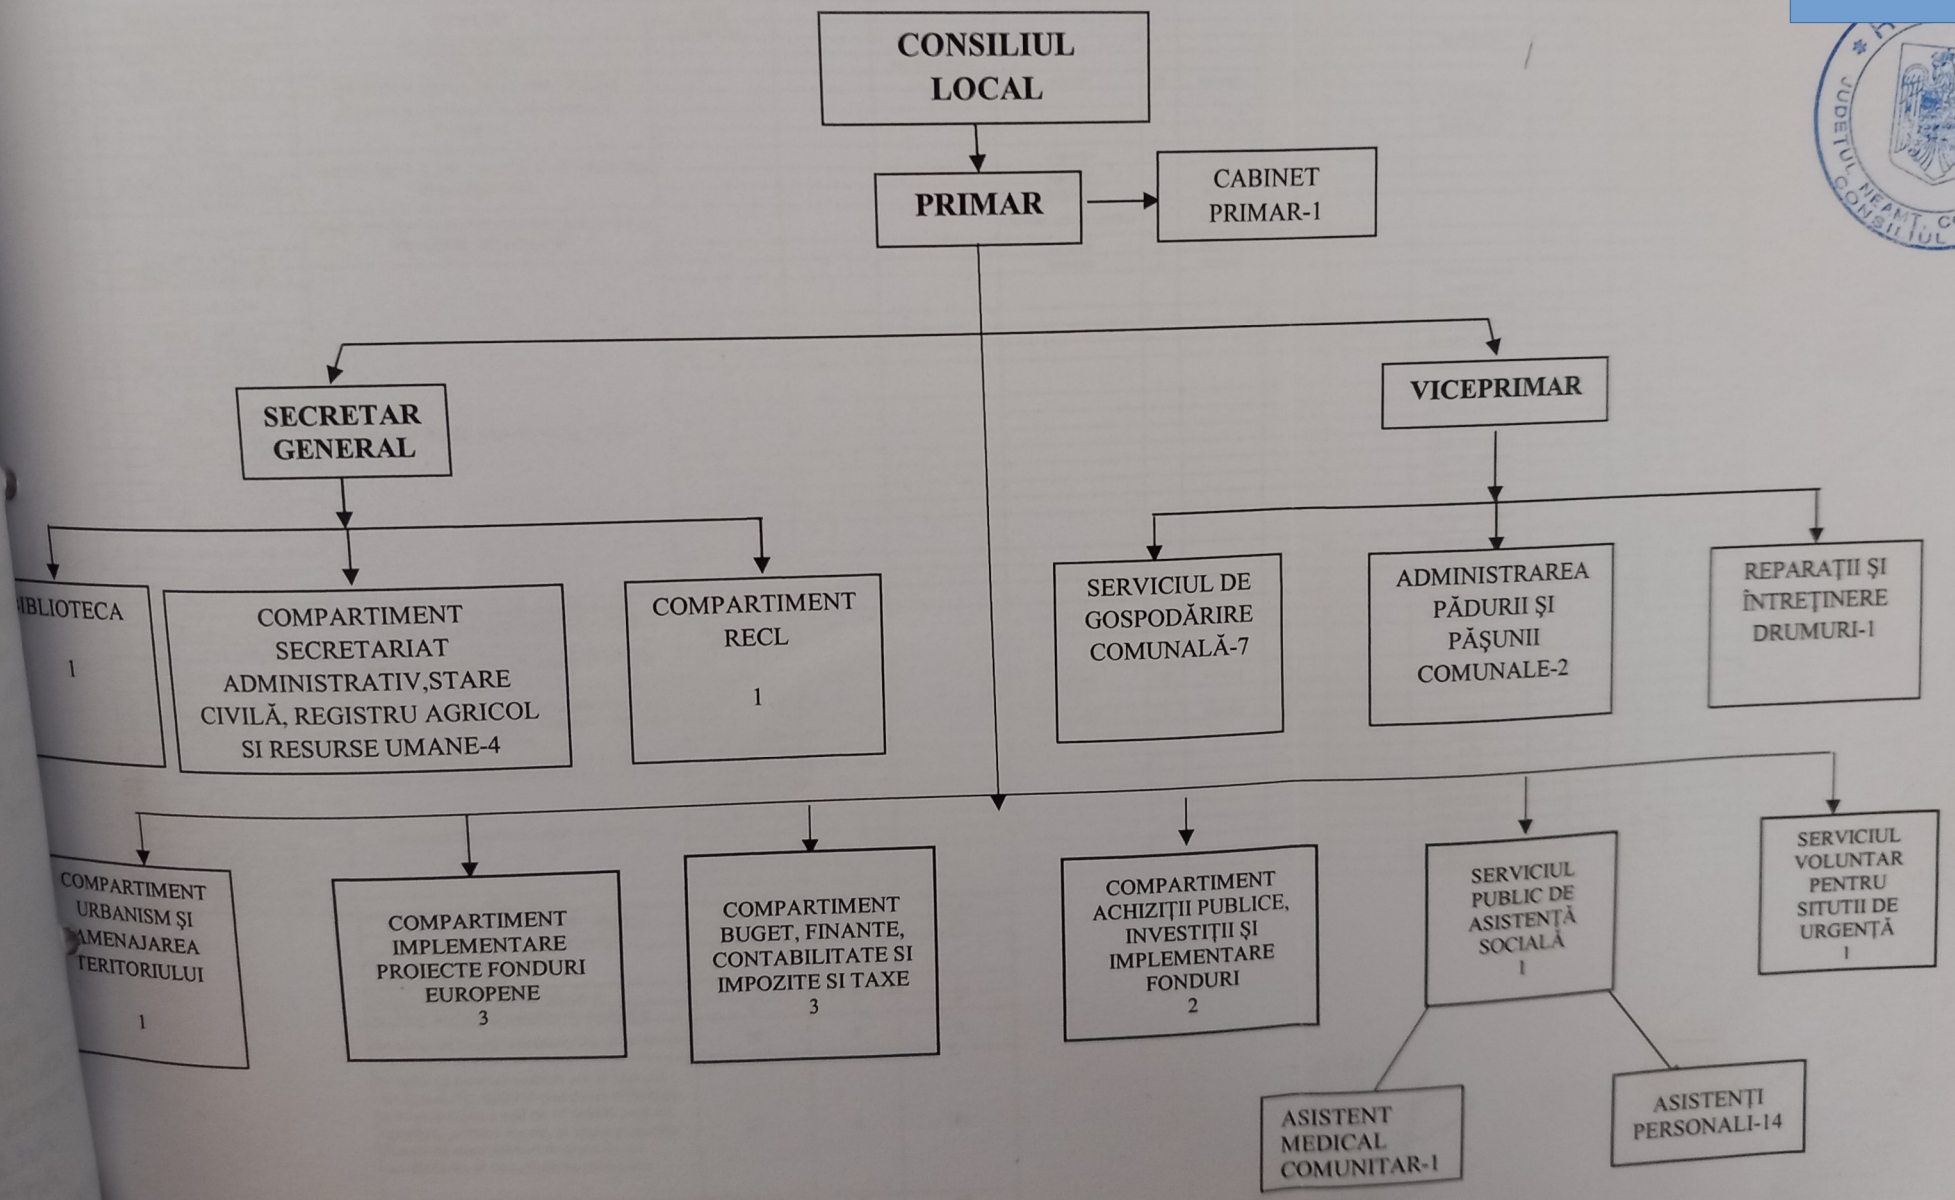 CONSILIUL
LOCAL
PRIMAR
CABINET
PRIMAR-1
JUDEŢUL NEAMŢ,
CONSILIUL
SECRETAR
GENERAL
VICEPRIMAR
IBLIOTECA
1
COMPARTIMENT
SECRETARIAT
ADMINISTRATIV,STARE
CIVILĂ, REGISTRU AGRICOL
SI RESURSE UMANE-4
COMPARTIMENT
RECL
1
SERVICIUL DE
GOSPODĂRIRE
COMUNALĂ-7
ADMINISTRAREA
PĂDURII ŞI
PĂŞUNII
COMUNALE-2
REPARAŢII ŞI
ÎNTREŢINERE
DRUMURI-1
COMPARTIMENT
URBANISM ŞI
AMENAJAREA
TERITORIULUI
1
COMPARTIMENT
IMPLEMENTARE
PROIECTE FONDURI
EUROPENE
3
COMPARTIMENT
BUGET, FINANTE,
CONTABILITATE SI
IMPOZITE SI TAXE
3
COMPARTIMENT
ACHIZIŢII PUBLICE,
INVESTIŢII ŞI
IMPLEMENTARE
FONDURI
2
SERVICIUL
PUBLIC DE
ASISTENŢĂ
SOCIALĂ
1
SERVICIUL
VOLUNTAR
PENTRU
SITUTII DE
URGENŢĂ
1
ASISTENT
MEDICAL
COMUNITAR-1
ASISTENŢI
PERSONALI-14